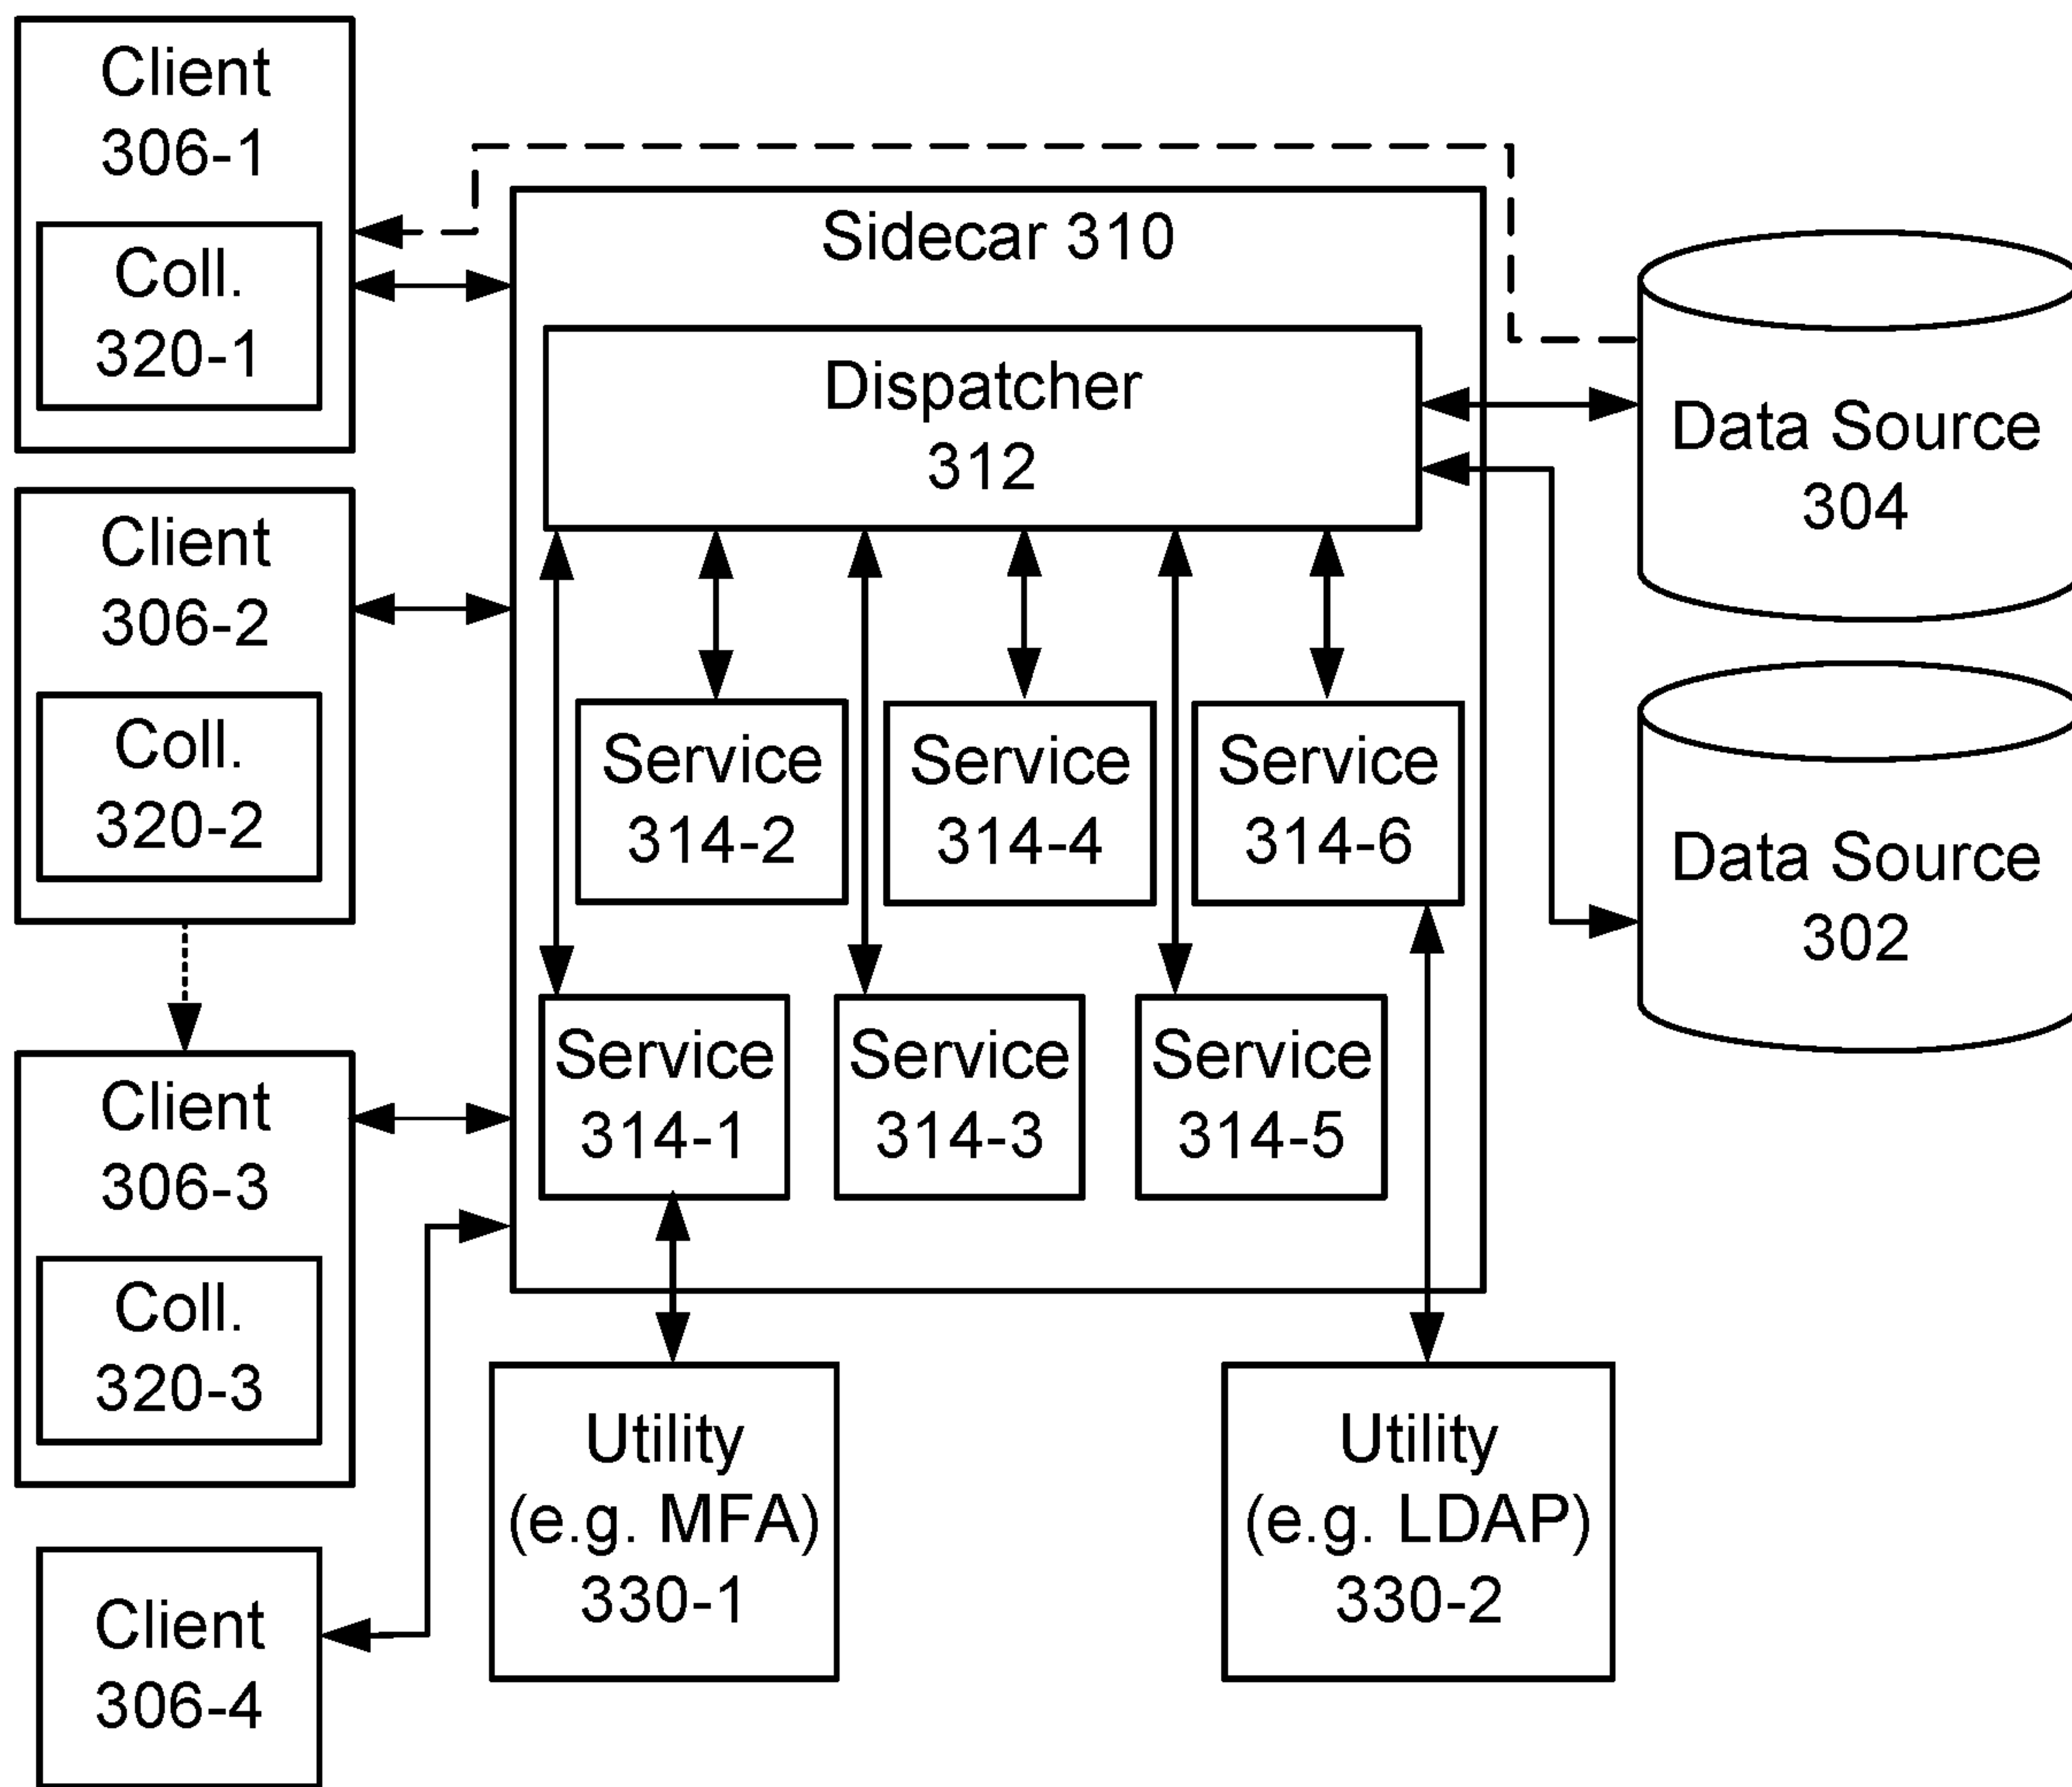 Client
306-1
Coll.
320-1
Client
306-2
Coll.
320-2
Client
306-3
Coll.
320-3
Client
306-4
Sidecar 310
Dispatcher
312
Service
314-2
Service
314-4
Service
314-6
Service
314-1
Service
314-3
Service
314-5
Utility
(e.g. MFA)
330-1
Utility
(e.g. LDAP)
330-2
Data Source
304
Data Source
302